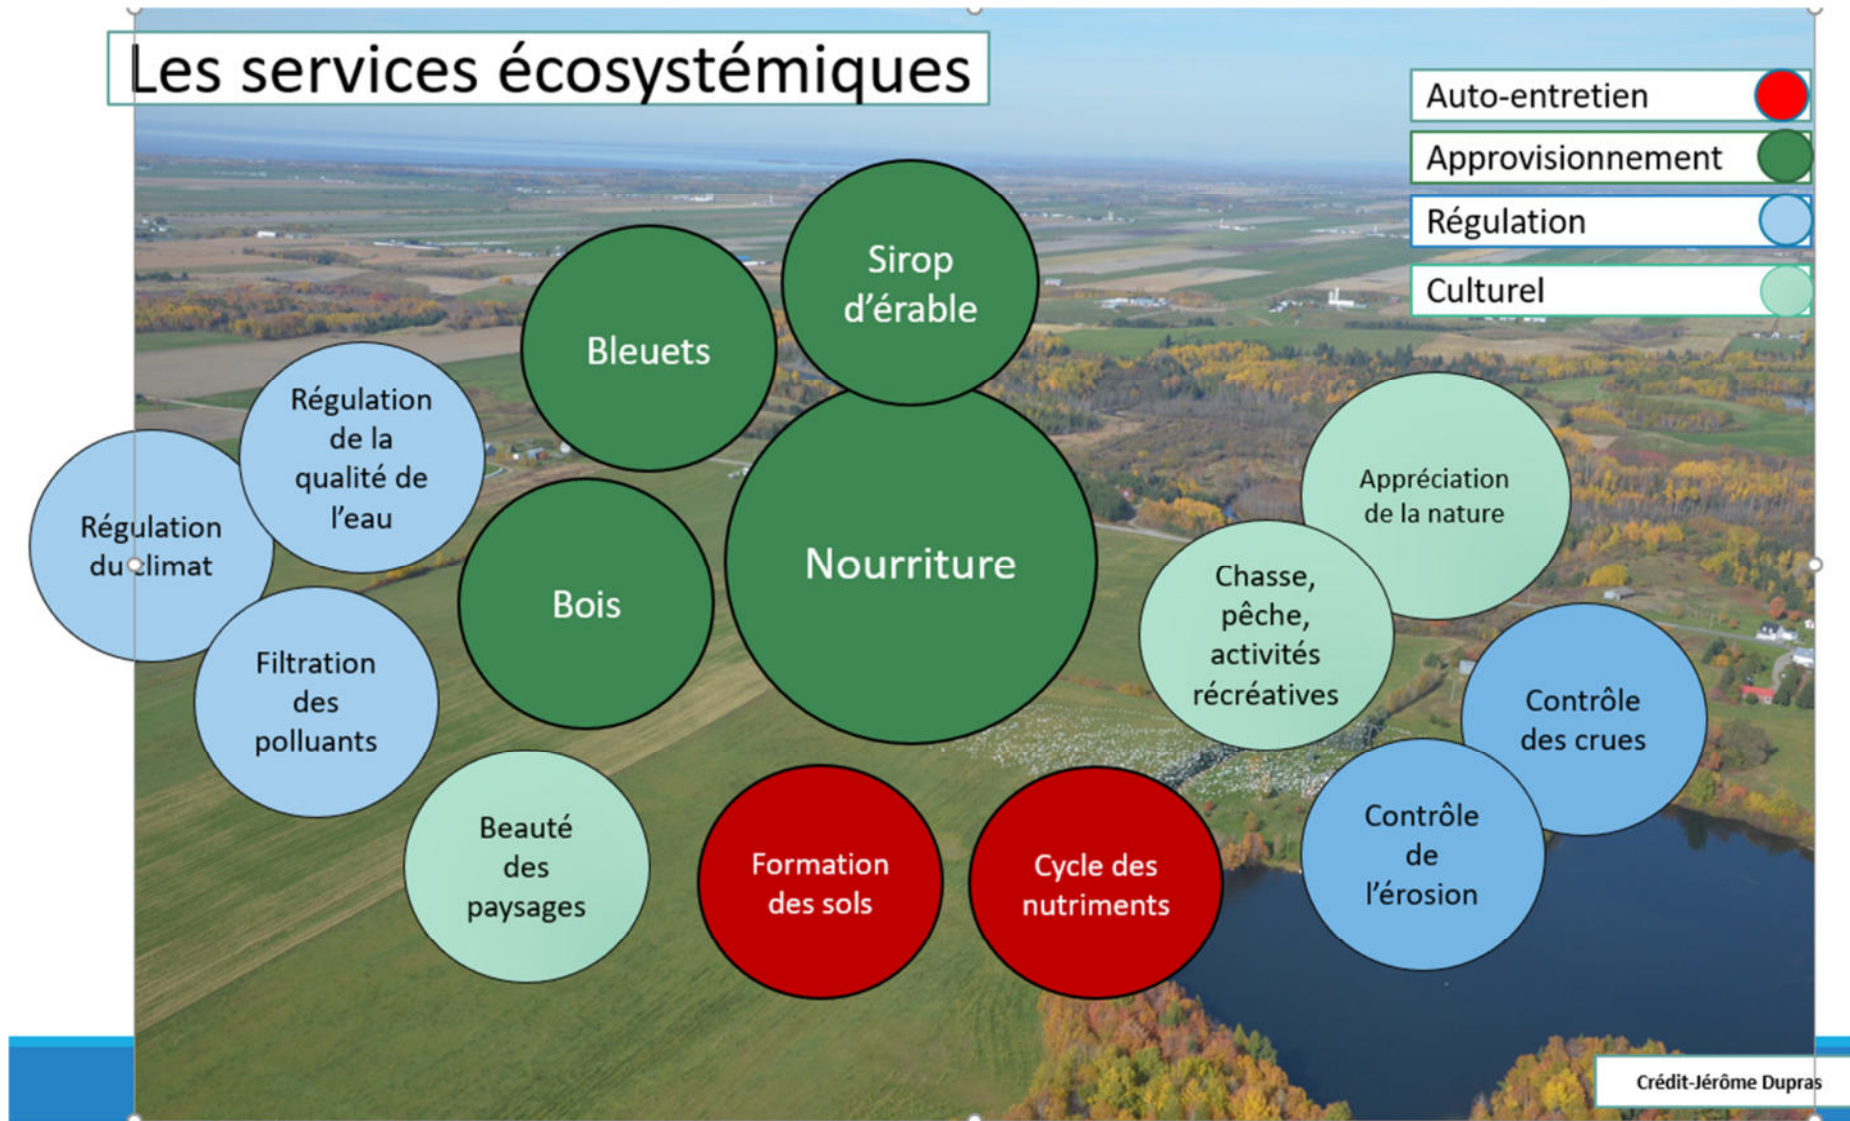 Les services écosystémiques
Auto-entretien
Approvisionnement
Régulation
Culturel
Sirop
d’érable
Bleuets
Régulation
de la
qualité de
l’eau
Régulation
du climat
Bois
Nourriture
Appréciation
de la nature
Chasse,
pêche,
activités
récréatives
Filtration
des
polluants
Contrôle
des crues
Beauté
des
paysages
Formation
des sols
Cycle des
nutriments
Contrôle
de
l’érosion
Crédit-Jérôme Dupras